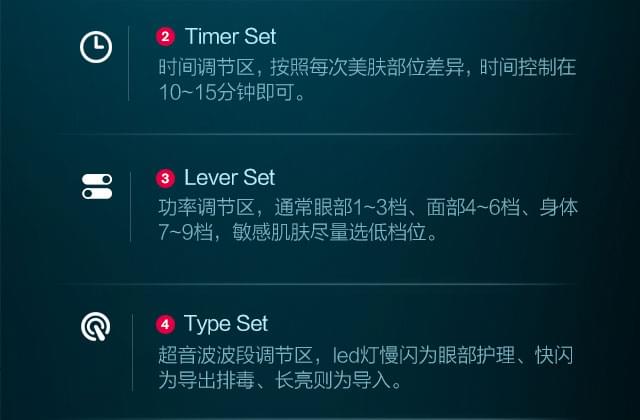 2 Timer Set
时间调节区，按照每次美肤部位差异，时间控制在
10~15分钟即可。
3 Lever Set
功率调节区，通常眼部1~3档、面部4~6档、身体
7~9档，敏感肌肤尽量选低档位。
4 Type Set
超音波波段调节区，led灯慢闪为眼部护理、快闪
为导出排毒、长亮则为导入。